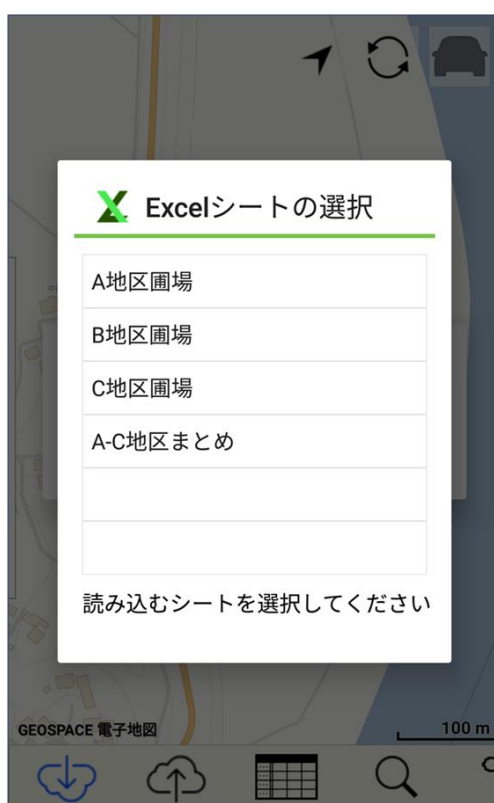 Excelシートの選択
A地区圃場
B地区圃場
C地区圃場
A-C地区まとめ
読み込むシートを選択してください
GEOSPACE 電子地図
100 m